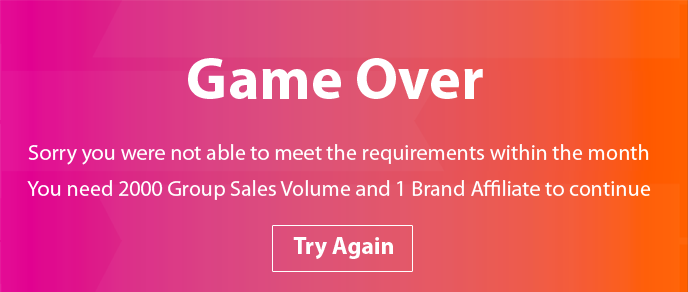 Game Over
Sorry you were not able to meet the requirements within the month
You need 2000 Group Sales Volume and 1 Brand Affiliate to continue
Try Again